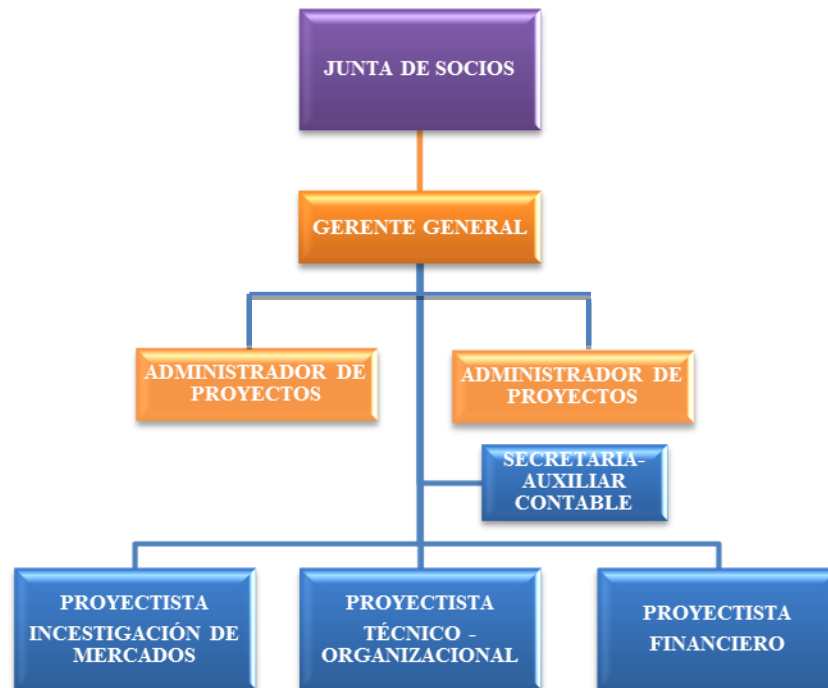 JUNTA DE SOCIOS
GERENTE GENERAL
ADMINISTRADOR DE
PROYECTOS
ADMINISTRADOR DE
PROYECTOS
SECRETARIA-
AUXILIAR
CONTABLE
PROYECTISTA
INCESTIGACIÓN DE
MERCADOS
PROYECTISTA
TÉCNICO -
ORGANIZACIONAL
PROYECTISTA
FINANCIERO